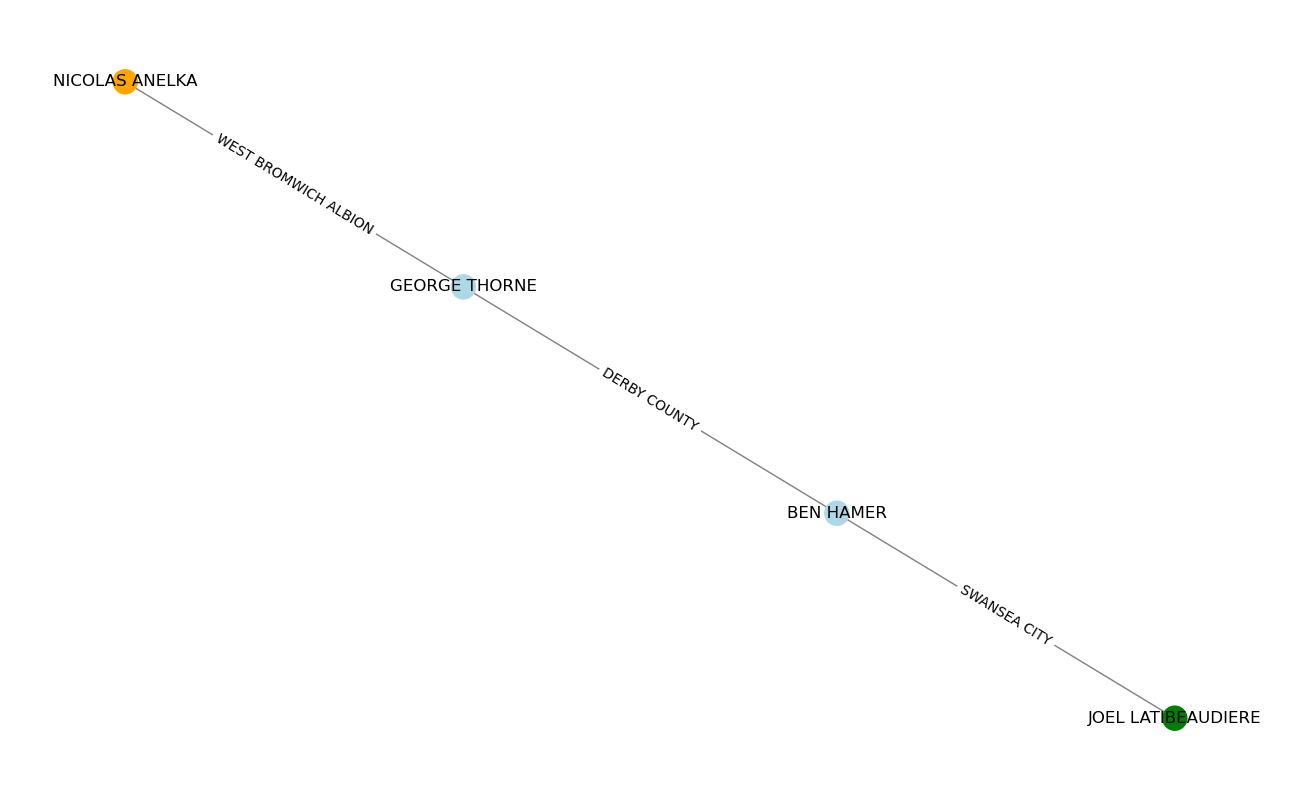 NICOLAS ANELKA
WEST BROMWICH ALBION
GEORGE THORNE
DERBY COUNTY
BEN HAMER
SWANSEA CITY
JOEL LATIBEAUDIERE